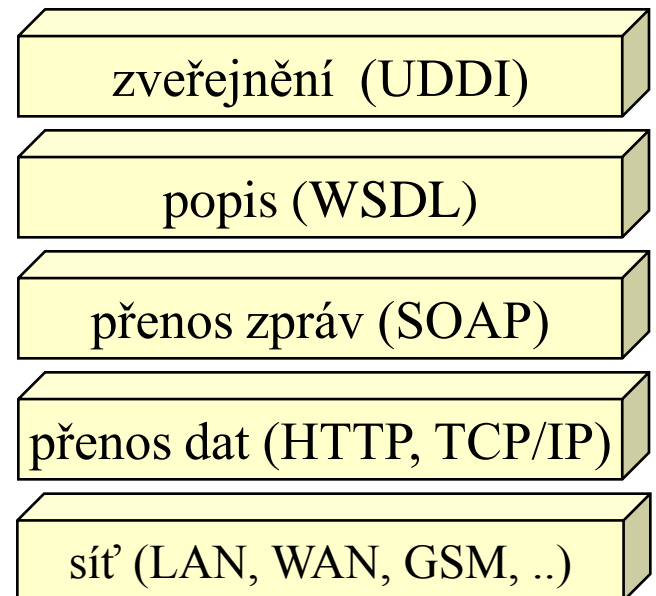 zveřejnění (UDDI)
popis (WSDL)
přenos zpráv (SOAP)
přenos dat (HTTP, TCP/IP)
síť (LAN, WAN, GSM, ..)